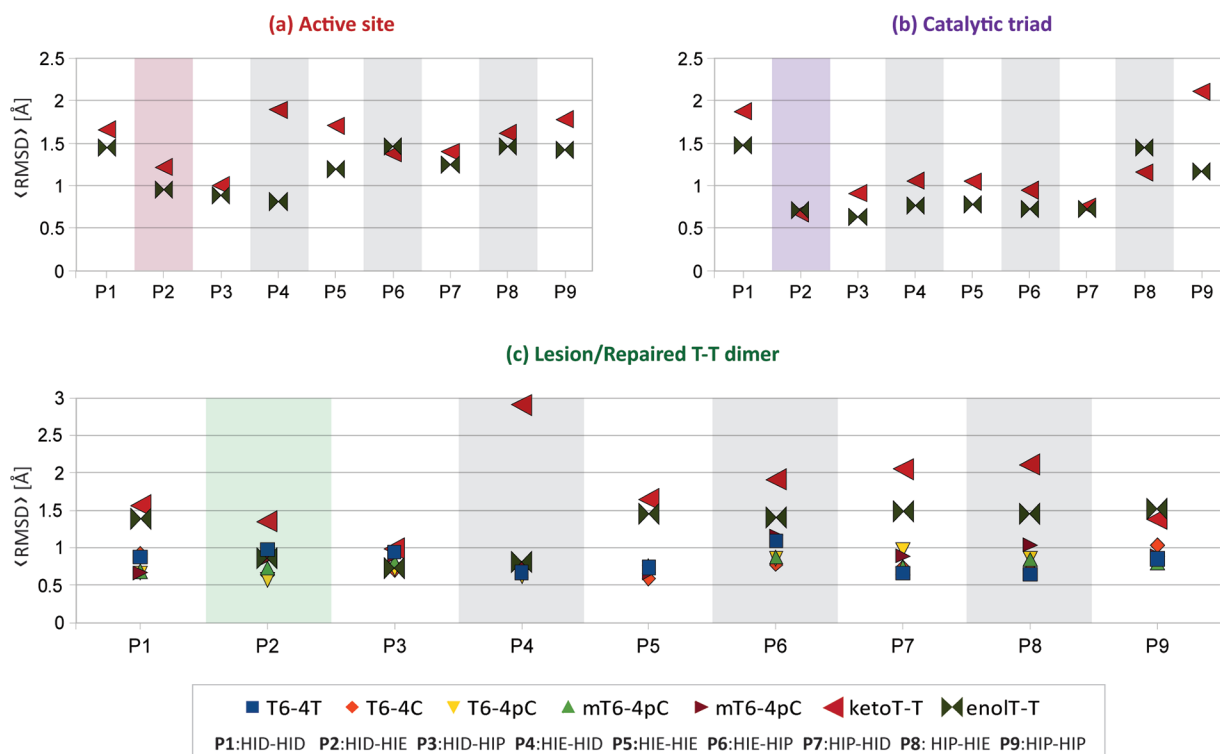 (a) Active site
(b) Catalytic triad
<RMSD> [Å]
2.5
2
1.5
1
0.5
0
P1 P2 P3 P4 P5 P6 P7 P8 P9
2.5
2
1.5
1
0.5
0
P1 P2 P3 P4 P5 P6 P7 P8 P9
(c) Lesion/Repaired T-T dimer
<RMSD> [Å]
3
2.5
2
1.5
1
0.5
0
P1 P2 P3 P4 P5 P6 P7 P8 P9
T6-4T T6-4C T6-4pC mT6-4pC mT6-4pC ketoT-T enolT-T
P1:HID-HID P2:HID-HIE P3:HID-HIP P4:HIE-HID P5:HIE-HIE P6:HIE-HIP P7:HIP-HID P8: HIP-HIE P9:HIP-HIP